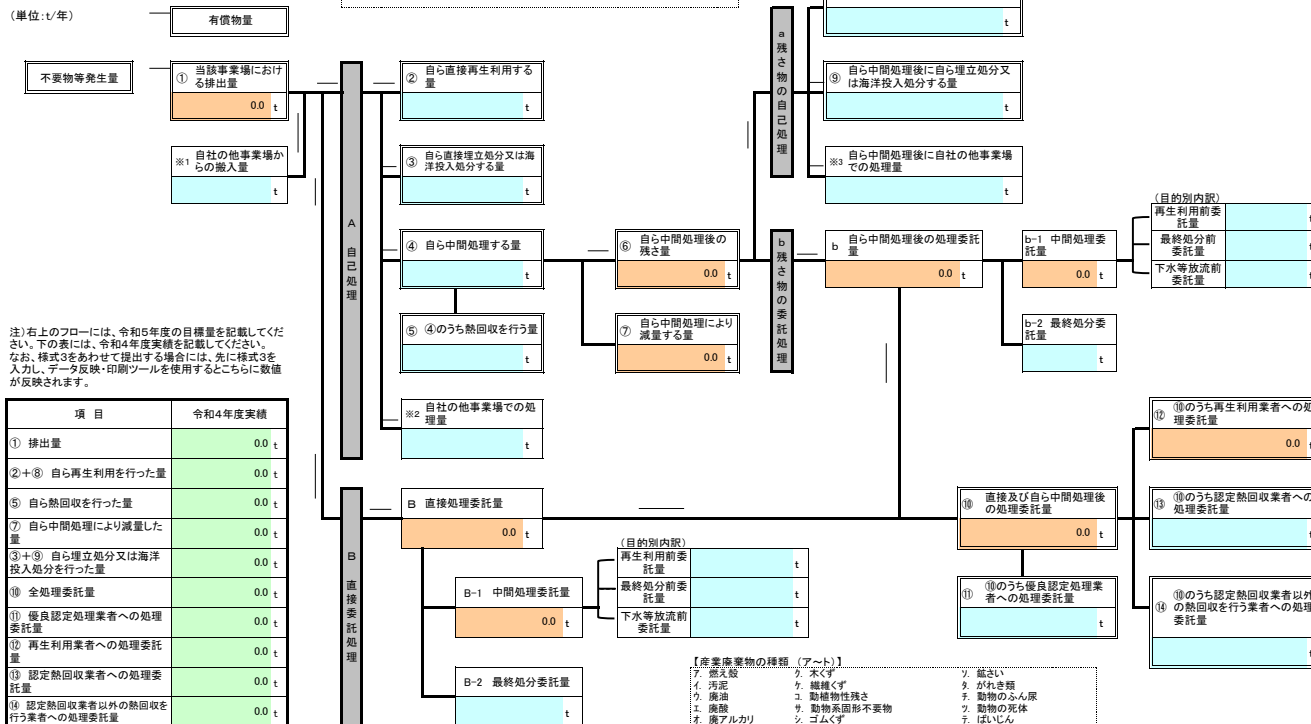 (単位:t/年)
有償物量
t
不要物等発生量
① 当該事業場におけ
る排出量
0.0 t
※1 自社の他事業場か
らの搬入量
t
A
自己処理
② 自ら直接再生利用する
量
t
③ 自ら直接埋立処分又は海
洋投入処分する量
t
④ 自ら中間処理する量
t
⑤ ④のうち熱回収を行う量
t
※2 自社の他事業場での処
理量
t
⑥ 自ら中間処理後の
残さ量
0.0 t
⑦ 自ら中間処理により
減量する量
0.0 t
a
残さ物の自己処理
⑨ 自ら中間処理後に自ら埋立処分又
は海洋投入処分する量
t
※3 自ら中間処理後に自社の他事業場
での処理量
t
b
残さ物の委託処理
b 自ら中間処理後の処理委託
量
0.0 t
b-1 中間処理委
託量
0.0 t
b-2 最終処分委
託量
t
(目的別内訳)
再生利用前委
託量
最終処分前
委託量
下水等放流前
委託量
注)右上のフローには、令和5年度の目標量を記載してくだ
さい。下の表には、令和4年度実績を記載してください。
なお、様式3をあわせて提出する場合には、先に様式3を
入力し、データ反映・印刷ツールを使用するとこちらに数値
が反映されます。
項 目 令和4年度実績
① 排出量 0.0 t
②+⑧ 自ら再生利用を行った量 0.0 t
⑤ 自ら熱回収を行った量 0.0 t
⑦ 自ら中間処理により減量した
量 0.0 t
③+⑨ 自ら埋立処分又は海洋
投入処分を行った量 0.0 t
⑩ 全処理委託量 0.0 t
⑪ 優良認定処理業者への処理
委託量 0.0 t
⑫ 再生利用業者への処理委託
量 0.0 t
⑬ 認定熱回収業者への処理委
託量 0.0 t
⑭ 認定熱回収業者以外の熱回収を
行う業者への処理委託量 0.0 t
B
直接委託処理
B 直接処理委託量
0.0 t
B-1 中間処理委託量
0.0 t
B-2 最終処分委託量
t
(目的別内訳)
再生利用前委
託量 t
最終処分前委
託量 t
下水等放流前
委託量 t
⑩ 直接及び自ら中間処理後
の処理委託量
0.0 t
⑪ ⑩のうち優良認定処理業
者への処理委託量
t
⑫ ⑩のうち再生利用業者への処
理委託量
0.0 t
⑬ ⑩のうち認定熱回収業者への
処理委託量
⑭ ⑩のうち認定熱回収業者以外
の熱回収を行う業者への処理
委託量
【産業廃棄物の種類 (ア〜ト)】
ア. 燃え殻 ク. 木くず ソ. 鉱さい
イ. 汚泥 ケ. 繊維くず タ. がれき類
ウ. 廃油 コ. 動植物性残さ チ. 動物のふん尿
エ. 廃酸 サ. 動物系固形不要物 ツ. 動物の死体
オ. 廃アルカリ シ. ゴムくず テ. ばいじん